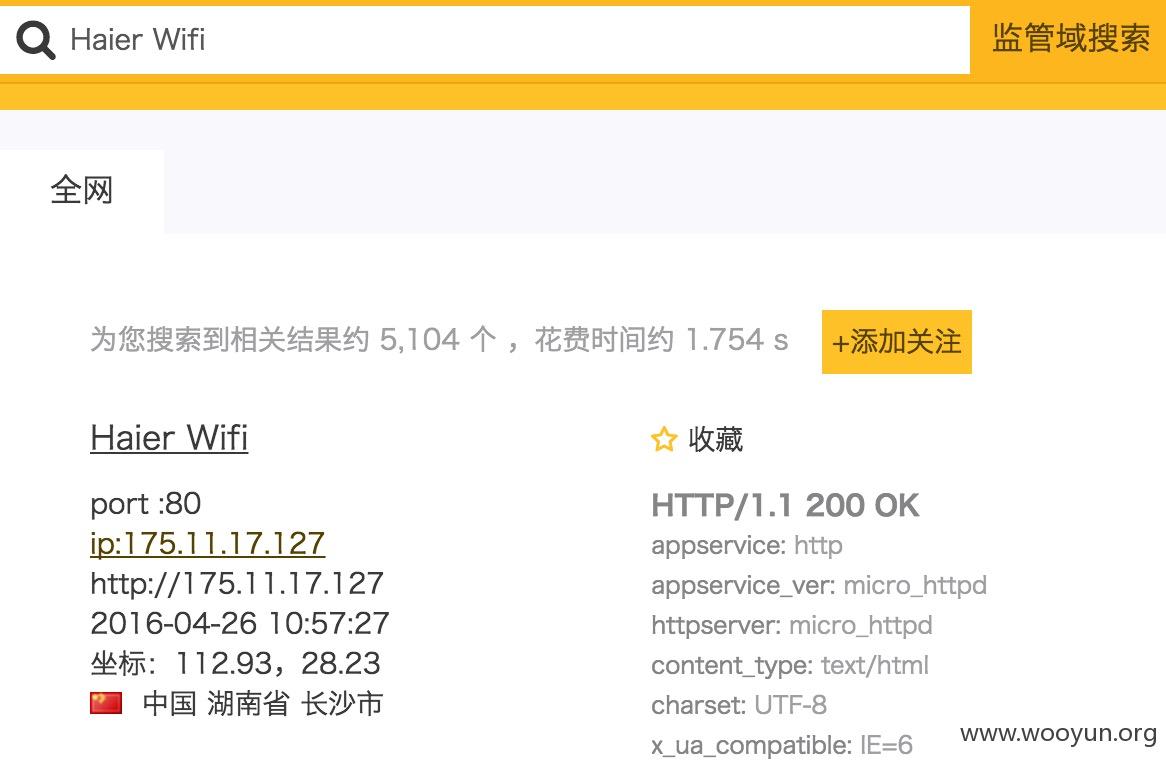 Haier Wifi
监管域搜索
全网
为您搜索到相关结果约 5,104 个 ，花费时间约 1.754 s
+添加关注
Haier Wifi
port :80
ip:175.11.17.127
http://175.11.17.127
2016-04-26 10:57:27
坐标：112.93，28.23
中国 湖南省 长沙市
收藏
HTTP/1.1 200 OK
appservice: http
appservice_ver: micro_httpd
httpserver: micro_httpd
content_type: text/html
charset: UTF-8
x_ua_compatible: IE=6
www.wooyun.org